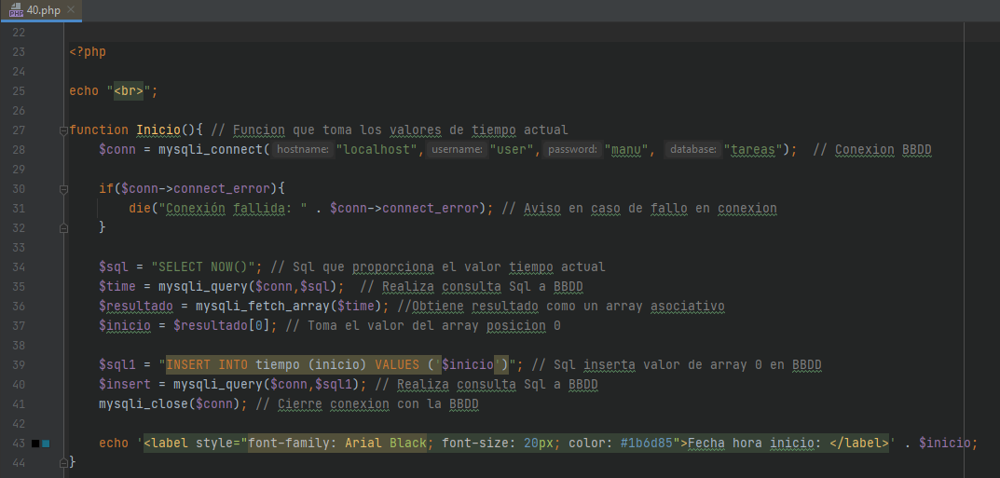 40.php
22
23 <?php
24
25 echo "<br>";
26
27 function Inicio(){ // Funcion que toma los valores de tiempo actual
28 $conn = mysqli_connect( hostname: "localhost", username: "user", password: "manu", database: "tareas"); // Conexion BBDD
29
30 if($conn->connect_error){
31 die("Conexión fallida: " . $conn->connect_error); // Aviso en caso de fallo en conexion
32 }
33
34 $sql = "SELECT NOW()"; // Sql que proporciona el valor tiempo actual
35 $time = mysqli_query($conn,$sql); // Realiza consulta Sql a BBDD
36 $resultado = mysqli_fetch_array($time); //Obtiene resultado como un array asociativo
37 $inicio = $resultado[0]; // Toma el valor del array posicion 0
38
39 $sql1 = "INSERT INTO tiempo (inicio) VALUES ('$inicio')"; // Sql inserta valor de array 0 en BBDD
40 $insert = mysqli_query($conn,$sql1); // Realiza consulta Sql a BBDD
41 mysqli_close($conn); // Cierre conexion con la BBDD
42
43 echo '<label style="font-family: Arial Black; font-size: 20px; color: #1b6d85">Fecha hora inicio: </label>' . $inicio;
44 }